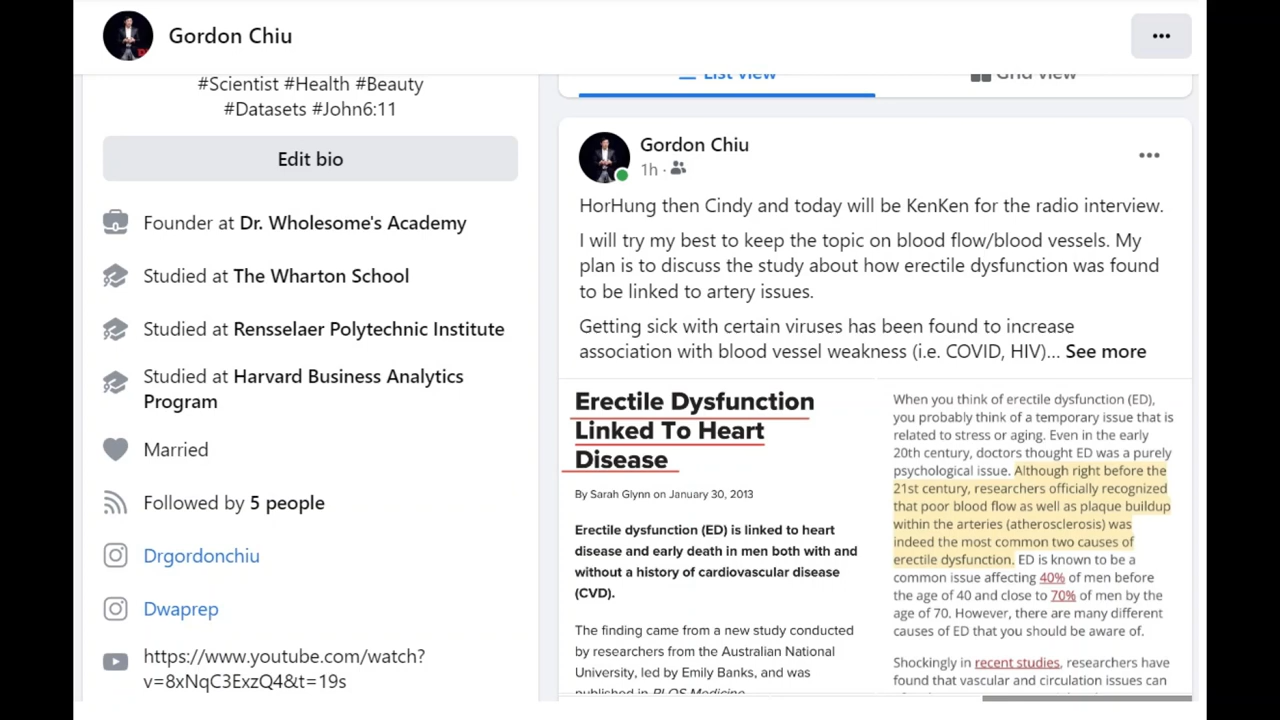 Gordon Chiu
#Scientist #Health #Beauty
#Datasets #John6:11
Edit bio
Founder at Dr. Wholesome's Academy
Studied at The Wharton School
Studied at Rensselaer Polytechnic Institute
Studied at Harvard Business Analytics
Program
Married
Followed by 5 people
Drgordonchiu
Dwaprep
https://www.youtube.com/watch?
v=8xNqC3ExzQ4&t=19s
List view
Grid view
Gordon Chiu
1h ·
HorHung then Cindy and today will be KenKen for the radio interview.
I will try my best to keep the topic on blood flow/blood vessels. My
plan is to discuss the study about how erectile dysfunction was found
to be linked to artery issues.
Getting sick with certain viruses has been found to increase
association with blood vessel weakness (i.e. COVID, HIV)... See more
Erectile Dysfunction
Linked To Heart
Disease
By Sarah Glynn on January 30, 2013
Erectile dysfunction (ED) is linked to heart
disease and early death in men both with and
without a history of cardiovascular disease
(CVD).
The finding came from a new study conducted
by researchers from the Australian National
University, led by Emily Banks, and was
published in PLOS Medicine
When you think of erectile dysfunction (ED),
you probably think of a temporary issue that is
related to stress or aging. Even in the early
20th century, doctors thought ED was a purely
psychological issue. Although right before the
21st century, researchers officially recognized
that poor blood flow as well as plaque buildup
within the arteries (atherosclerosis) was
indeed the most common two causes of
erectile dysfunction. ED is known to be a
common issue affecting 40% of men before
the age of 40 and close to 70% of men by the
age of 70. However, there are many different
causes of ED that you should be aware of.
Shockingly in recent studies, researchers have
found that vascular and circulation issues can